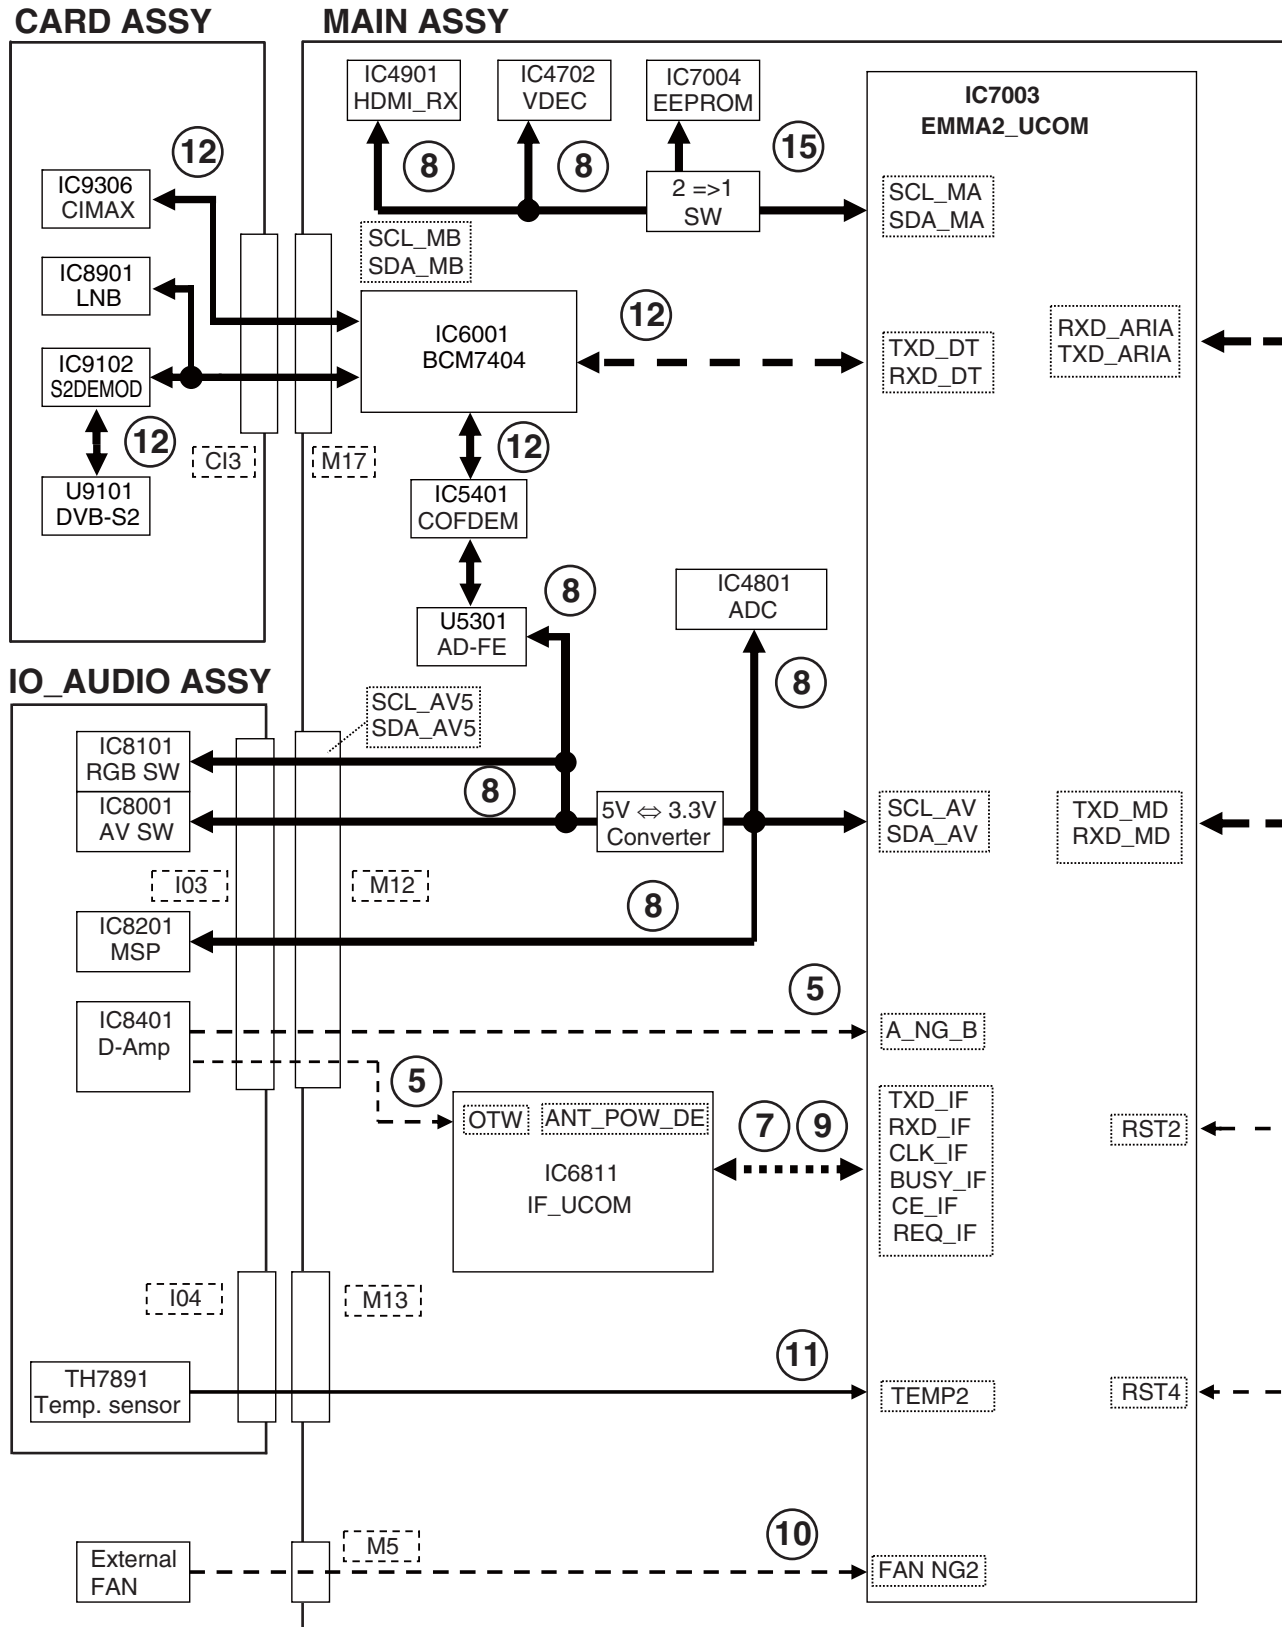 CARD ASSY
MAIN ASSY
IC4901
HDMI_RX
IC4702
VDEC
IC7004
EEPROM
IC7003
EMMA2_UCOM
12
8
8
15
IC9306
CIMAX
2 =>1
SW
SCL_MA
SDA_MA
SCL_MB
SDA_MB
IC8901
LNB
IC6001
BCM7404
12
TXD_DT
RXD_DT
RXD_ARIA
TXD_ARIA
IC9102
S2DEMOD
12
CI3
M17
12
U9101
DVB-S2
IC5401
COFDEM
8
IC4801
ADC
U5301
AD-FE
8
IO_AUDIO ASSY
SCL_AV5
SDA_AV5
IC8101
RGB SW
8
IC8001
AV SW
5V ⇔ 3.3V
Converter
SCL_AV
SDA_AV
TXD_MD
RXD_MD
I03
M12
8
IC8201
MSP
5
IC8401
D-Amp
A_NG_B
5
OTW
ANT_POW_DE
7
9
IC6811
IF_UCOM
TXD_IF
RXD_IF
CLK_IF
BUSY_IF
CE_IF
REQ_IF
RST2
I04
M13
11
TH7891
Temp. sensor
TEMP2
RST4
M5
10
External
FAN
FAN NG2